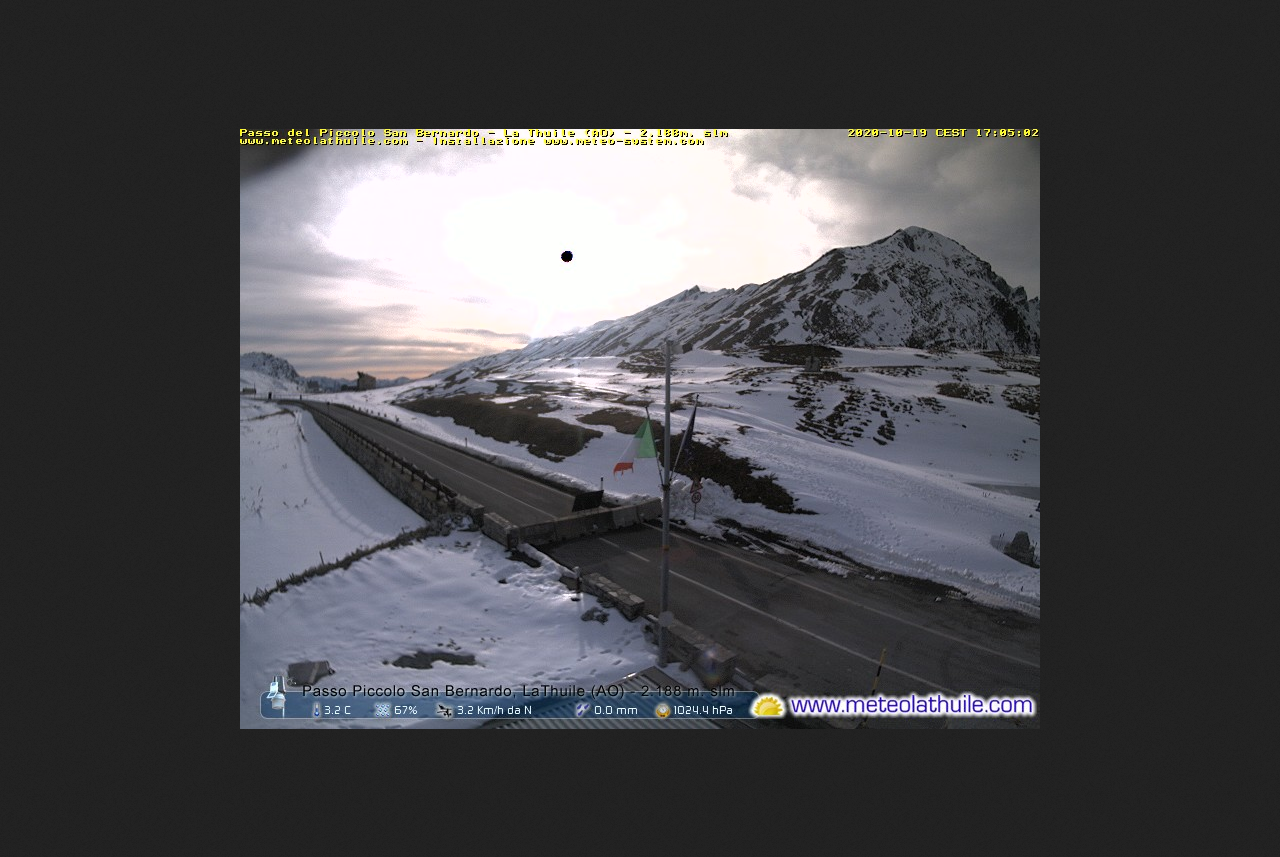 Passo del Piccolo San Bernardo - La Thuile (AO) - 2.188m. slm
2020-10-19 CEST 17:05:02
www.meteolathuile.com - Installazione www.meteo-system.com
Passo Piccolo San Bernardo, LaThuile (AO) - 2.188 m. slm
3.2 C 67% 3.2 Km/h da N 0.0 mm 1024.4 hPa
www.meteolathuile.com